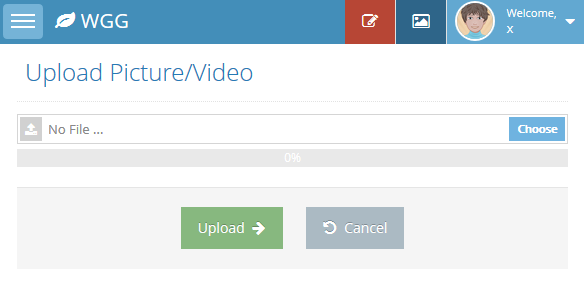 WGG
Welcome,
x
Upload Picture/Video
No File ...
Choose
0%
Upload
Cancel